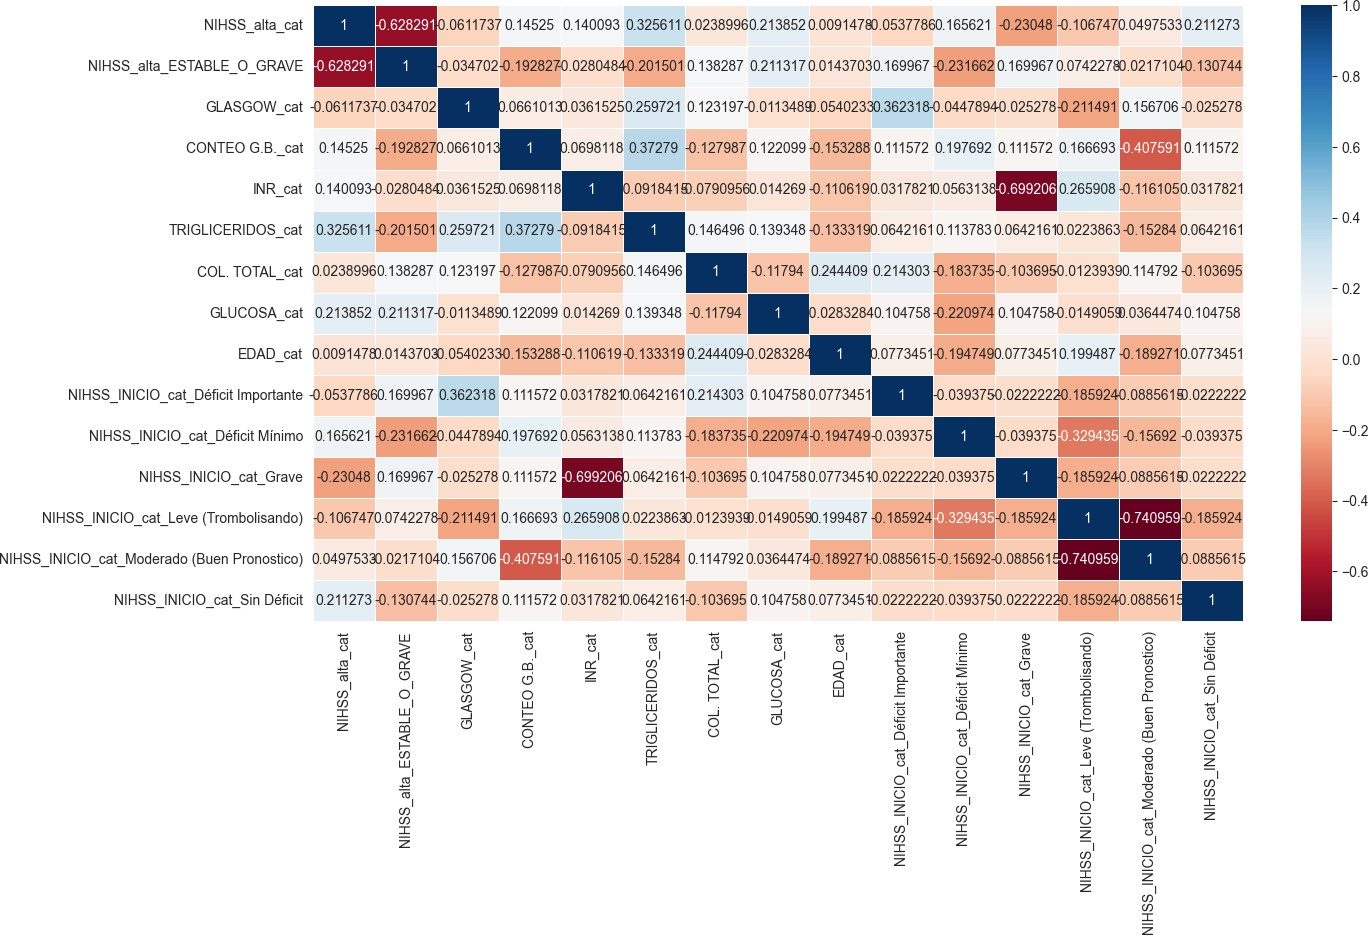 NIHSS_alta_cat 1 -0.628291 -0.0611737 0.14525 0.140093 0.325611 0.0238996 0.213852 0.0091478 -0.0537786 0.165621 -0.23048 -0.106747 0.0497533 0.211273
NIHSS_alta_ESTABLE_O_GRAVE -0.628291 1 -0.034702 -0.192827 -0.0280484 -0.201501 0.138287 0.211317 0.0143703 0.169967 -0.231662 0.169967 0.0742278 -0.0217104 -0.130744
GLASGOW_cat -0.0611737 -0.034702 1 0.0661013 0.0361525 0.259721 0.123197 -0.0113489 -0.0540233 0.362318 -0.0447894 -0.025278 -0.211491 0.156706 -0.025278
CONTEO G.B._cat 0.14525 -0.192827 0.0661013 1 0.0698118 0.37279 -0.127987 0.122099 -0.153288 0.111572 0.197692 0.111572 0.166693 -0.407591 0.111572
INR_cat 0.140093 -0.0280484 0.0361525 0.0698118 1 -0.0918415 -0.0790956 0.014269 -0.110619 0.0317821 0.0563138 -0.699206 0.265908 -0.116105 0.0317821
TRIGLICERIDOS_cat 0.325611 -0.201501 0.259721 0.37279 -0.0918415 1 0.146496 0.139348 -0.133319 0.0642161 0.113783 0.0642161 0.0223863 -0.15284 0.0642161
COL. TOTAL_cat 0.0238996 0.138287 0.123197 -0.127987 -0.0790956 0.146496 1 -0.11794 0.244409 0.214303 -0.183735 -0.103695 -0.0123939 0.114792 -0.103695
GLUCOSA_cat 0.213852 0.211317 -0.0113489 0.122099 0.014269 0.139348 -0.11794 1 -0.0283284 0.104758 -0.220974 0.104758 -0.0149059 0.0364474 0.104758
EDAD_cat 0.0091478 0.0143703 -0.0540233 -0.153288 -0.110619 -0.133319 0.244409 -0.0283284 1 0.0773451 -0.194749 0.0773451 0.199487 -0.189271 0.0773451
NIHSS_INICIO_cat_Déficit Importante -0.0537786 0.169967 0.362318 0.111572 0.0317821 0.0642161 0.214303 0.104758 0.0773451 1 -0.039375 -0.0222222 -0.185924 -0.0885615 -0.0222222
NIHSS_INICIO_cat_Déficit Mínimo 0.165621 -0.231662 -0.0447894 0.197692 0.0563138 0.113783 -0.183735 -0.220974 -0.194749 -0.039375 1 -0.039375 -0.329435 -0.15692 -0.039375
NIHSS_INICIO_cat_Grave -0.23048 0.169967 -0.025278 0.111572 -0.699206 0.0642161 -0.103695 0.104758 0.0773451 -0.0222222 -0.039375 1 -0.185924 -0.0885615 -0.0222222
NIHSS_INICIO_cat_Leve (Trombolisando) -0.106747 0.0742278 -0.211491 0.166693 0.265908 0.0223863 -0.0123939 -0.0149059 0.199487 -0.185924 -0.329435 -0.185924 1 -0.740959 -0.185924
NIHSS_INICIO_cat_Moderado (Buen Pronostico) 0.0497533 -0.0217104 0.156706 -0.407591 -0.116105 -0.15284 0.114792 0.0364474 -0.189271 -0.0885615 -0.15692 -0.0885615 -0.740959 1 -0.0885615
NIHSS_INICIO_cat_Sin Déficit 0.211273 -0.130744 -0.025278 0.111572 0.0317821 0.0642161 -0.103695 0.104758 0.0773451 -0.0222222 -0.039375 -0.0222222 -0.185924 -0.0885615 1
NIHSS_alta_cat
NIHSS_alta_ESTABLE_O_GRAVE
GLASGOW_cat
CONTEO G.B._cat
INR_cat
TRIGLICERIDOS_cat
COL. TOTAL_cat
GLUCOSA_cat
EDAD_cat
NIHSS_INICIO_cat_Déficit Importante
NIHSS_INICIO_cat_Déficit Mínimo
NIHSS_INICIO_cat_Grave
NIHSS_INICIO_cat_Leve (Trombolisando)
NIHSS_INICIO_cat_Moderado (Buen Pronostico)
NIHSS_INICIO_cat_Sin Déficit
1.0
0.8
0.6
0.4
0.2
0.0
−0.2
−0.4
−0.6